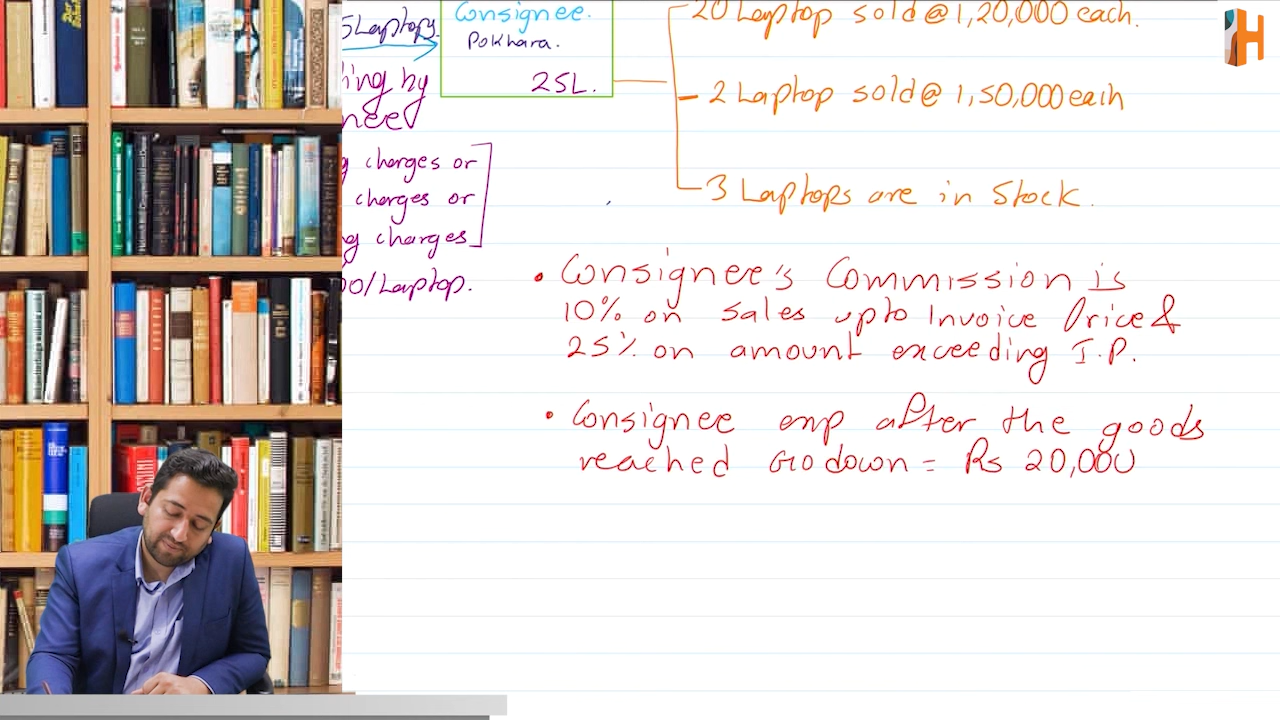 5 Laptops.
Consignee.
Pokhara.
25L.
20 Laptop sold @ 1,20,000 each.
2 Laptop sold @ 1,50,000 each
3 Laptops are in Stock.
by
charges or
charges or
charges
/Laptop.
• Consignee's Commission is
10% on sales upto Invoice Price &
25% on amount exceeding I.P.
• Consignee exp after the goods
reached Godown = Rs 20,000
H